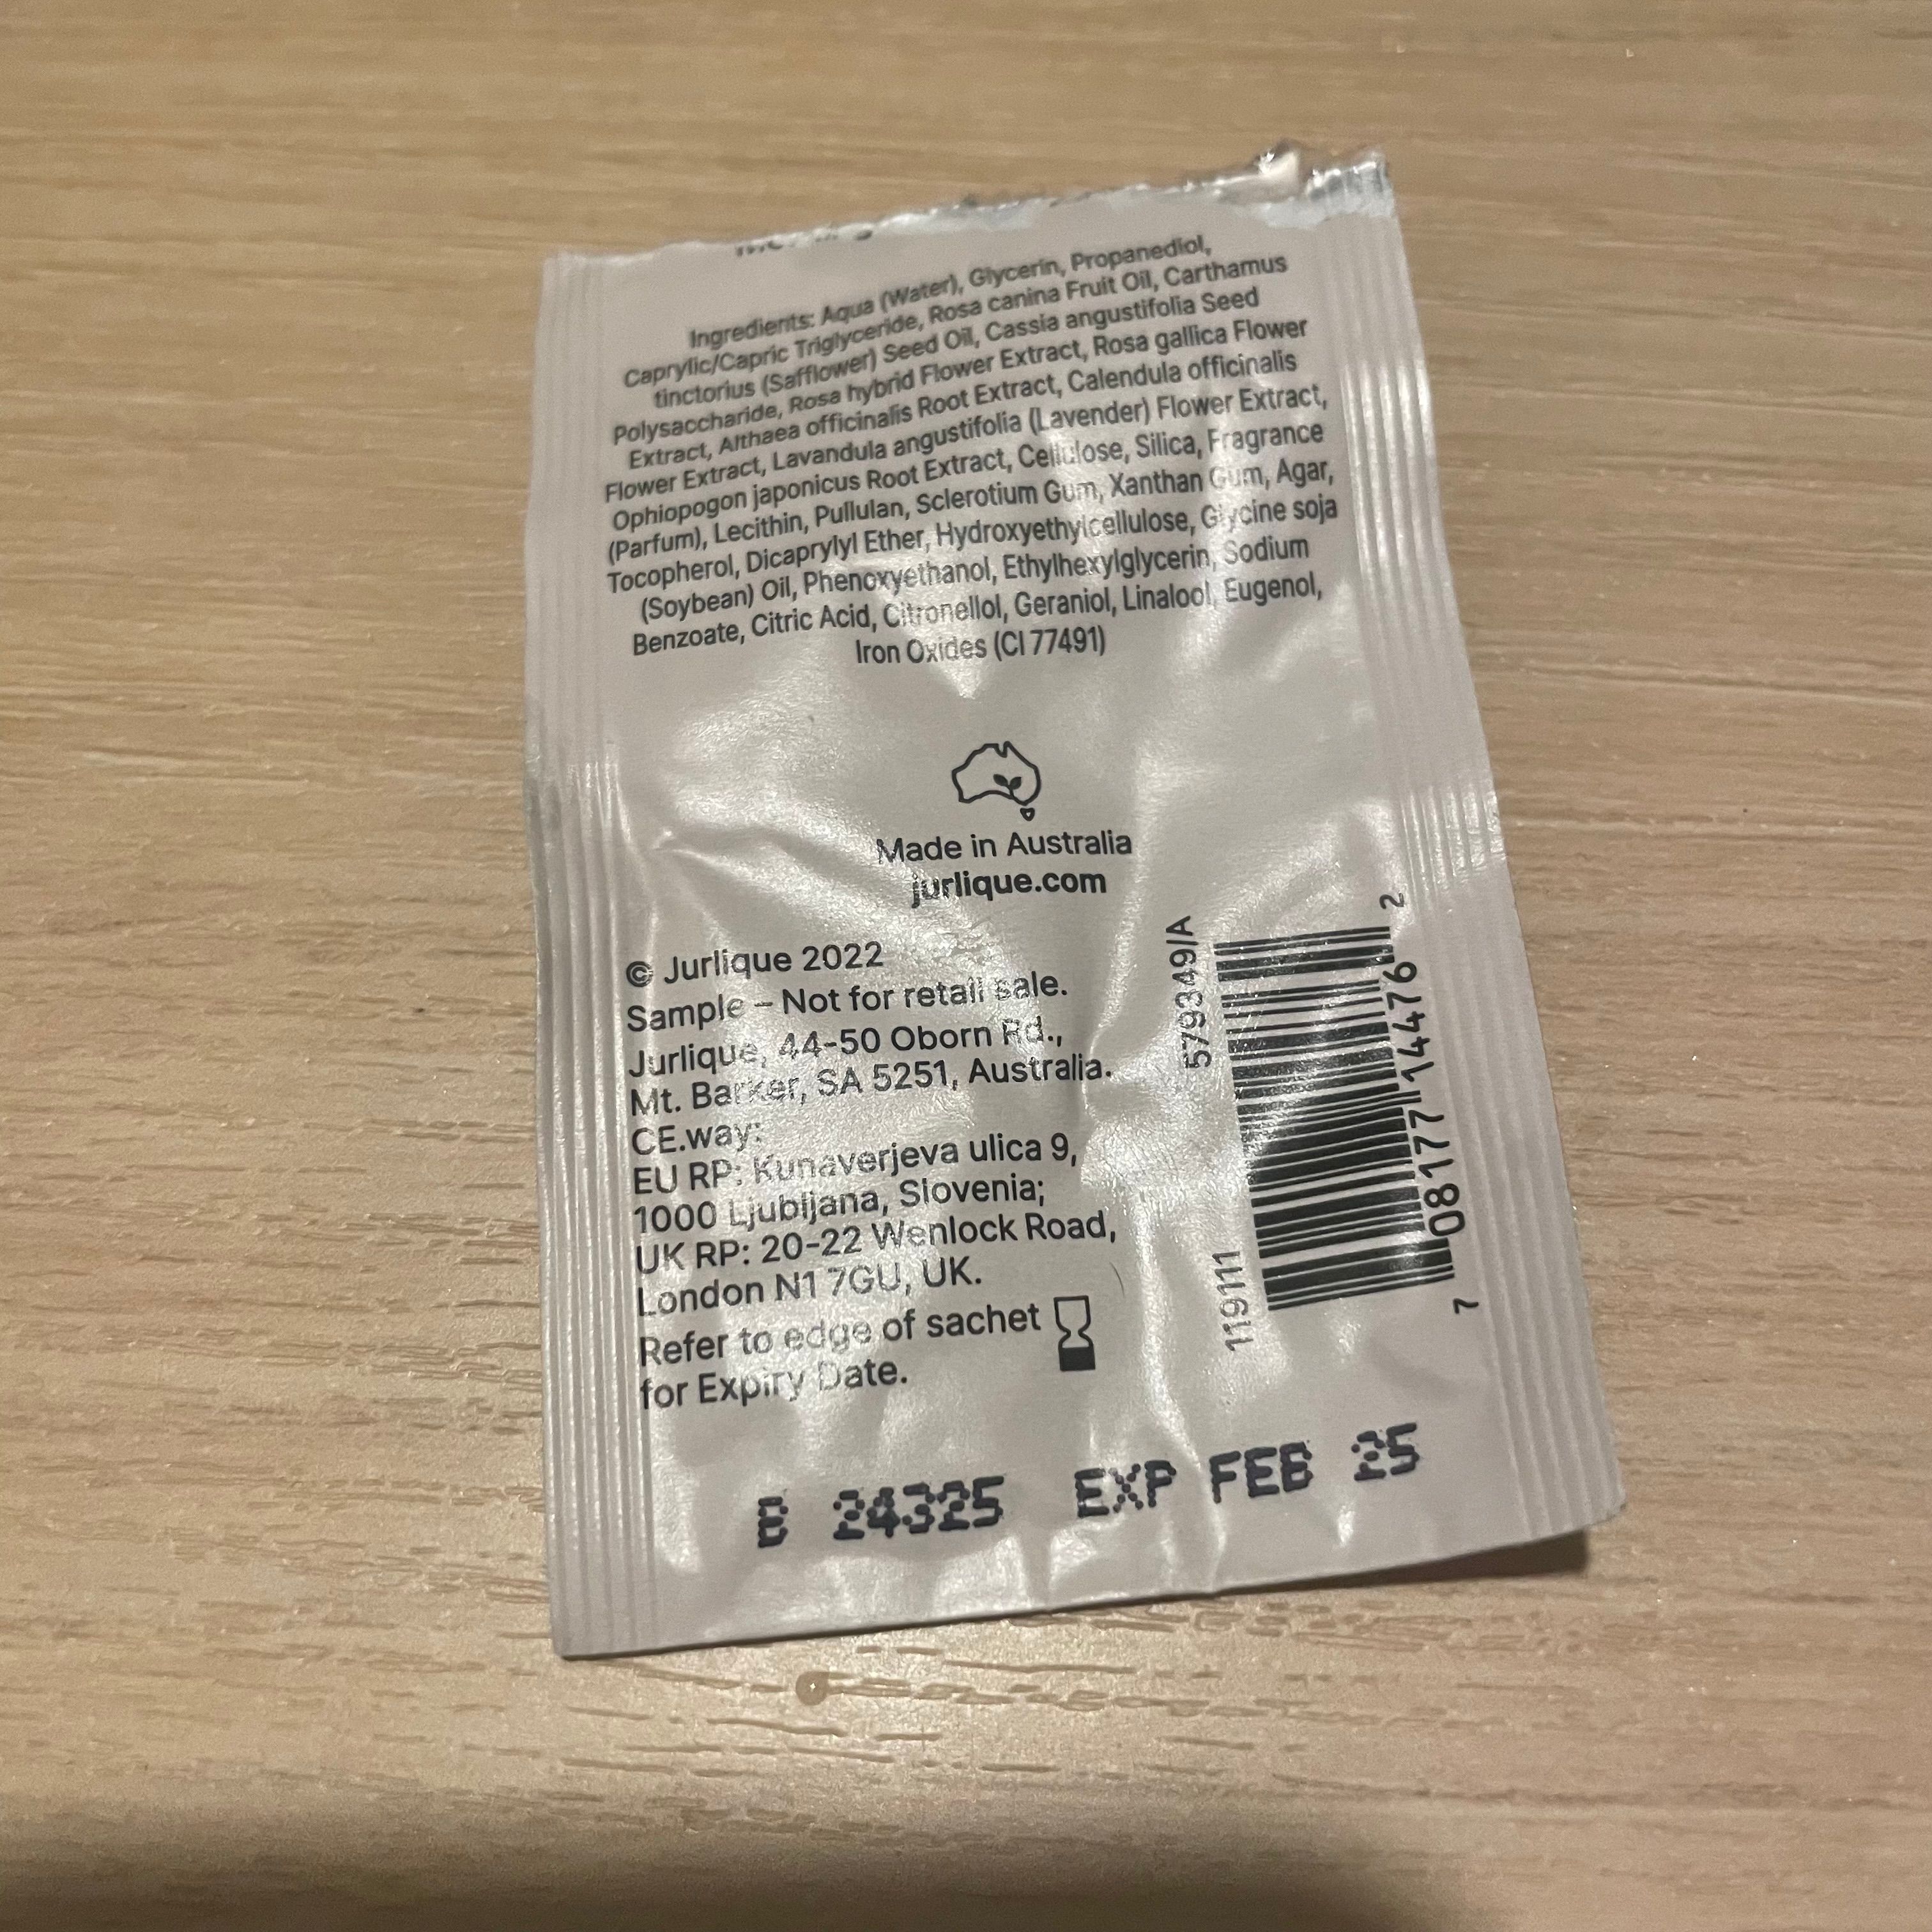 Ingredients: Aqua (Water), Glycerin, Propanediol,
Caprylic/Capric Triglyceride, Rosa canina Fruit Oil, Carthamus
tinctorius (Safflower) Seed Oil, Cassia angustifolia Seed
Polysaccharide, Rosa hybrid Flower Extract, Rosa gallica Flower
Extract, Althaea officinalis Root Extract, Calendula officinalis
Flower Extract, Lavandula angustifolia (Lavender) Flower Extract,
Ophiopogon japonicus Root Extract, Cellulose, Silica, Fragrance
(Parfum), Lecithin, Pullulan, Sclerotium Gum, Xanthan Gum, Agar,
Tocopherol, Dicaprylyl Ether, Hydroxyethylcellulose, Glycine soja
(Soybean) Oil, Phenoxyethanol, Ethylhexylglycerin, Sodium
Benzoate, Citric Acid, Citronellol, Geraniol, Linalool, Eugenol,
Iron Oxides (CI 77491)
Made in Australia
jurlique.com
© Jurlique 2022
Sample – Not for retail sale.
Jurlique, 44-50 Oborn Rd.,
Mt. Barker, SA 5251, Australia.
CE.way:
EU RP: Kunaverjeva ulica 9,
1000 Ljubljana, Slovenia;
UK RP: 20-22 Wenlock Road,
London N1 7GU, UK.
Refer to edge of sachet
for Expiry Date.
579349/A
119111
7 08177 14476 2
B 24325 EXP FEB 25